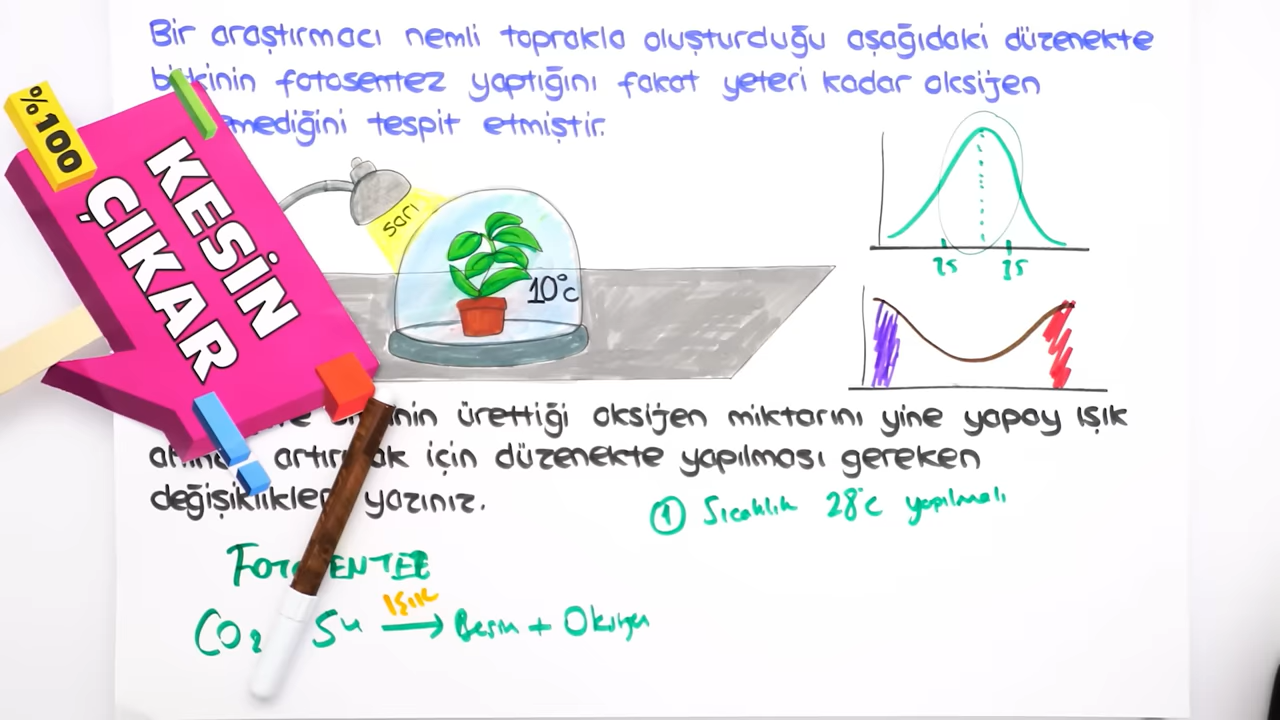 Bir araştırmacı nemli toprakla oluşturduğu aşağıdaki düzenekte
fotosentez yaptığını fakat yeteri kadar oksijen
tespit etmiştir.
%100
KESİN
ÇIKAR
sarı
10°C
25 35
ürettiği oksijen miktarını yine yapay ışık
için düzenekte yapılması gereken
yazınız.
① Sıcaklık 28°C yapılmalı
Işık
CO₂ Su → Besin + Oksijen